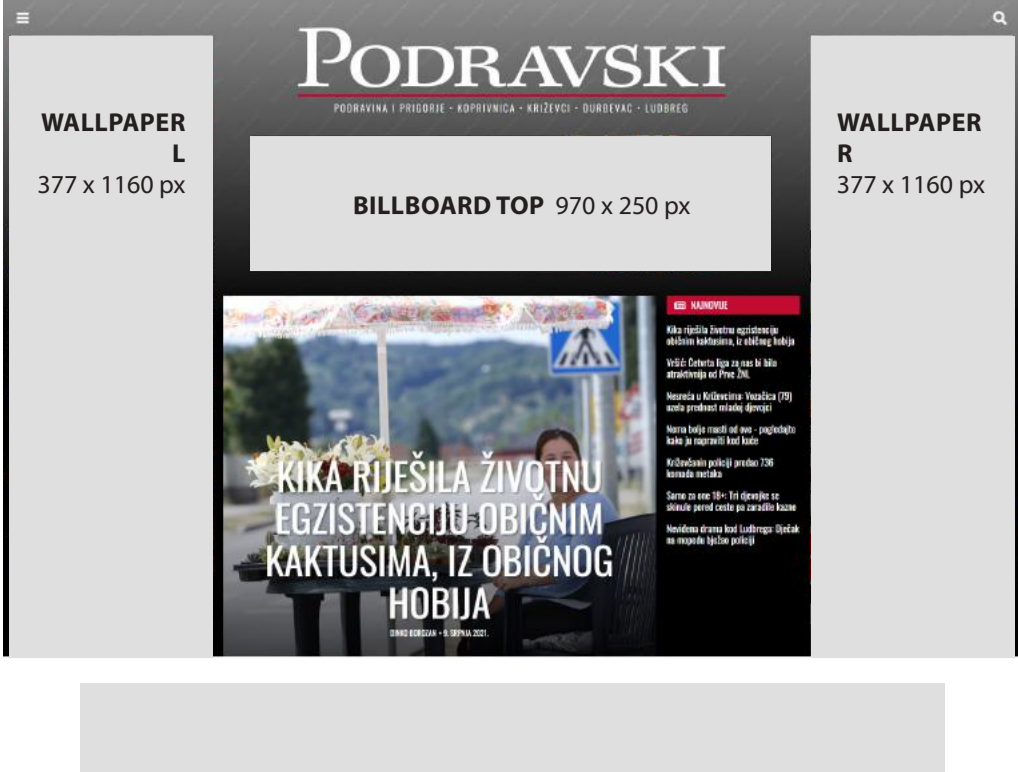 PODRAVSKI
PODRAVINA I PRIGORJE • KOPRIVNICA • KRIŽEVCI • ĐURĐEVAC • LUDBREG
WALLPAPER
L
377 x 1160 px
BILLBOARD TOP 970 x 250 px
WALLPAPER
R
377 x 1160 px
KIKA RIJEŠILA ŽIVOTNU
EGZISTENCIJU OBIČNIM
KAKTUSIMA, IZ OBIČNOG
HOBIJA
DINKO BOROZAN • 9. SRPNJA 2021.
NAJNOVIJE
Kika riješila životnu egzistenciju
običnim kaktusima, iz običnog hobija
Vršić: Četvrta liga za nas bi bila
atraktivnija od Prve ŽNL
Nesreća u Križevcima: Vozačica (79)
uzela prednost mladoj djevojci
Nema bolje masti od ove - pogledajte
kako ju napraviti kod kuće
Križevčanin policiji predao 736
komada metaka
Samo za one 18+: Tri djevojke se
skinule pored ceste pa zaradile kazne
Neviđena drama kod Ludbrega: Dječak
na mopedu bježao policiji